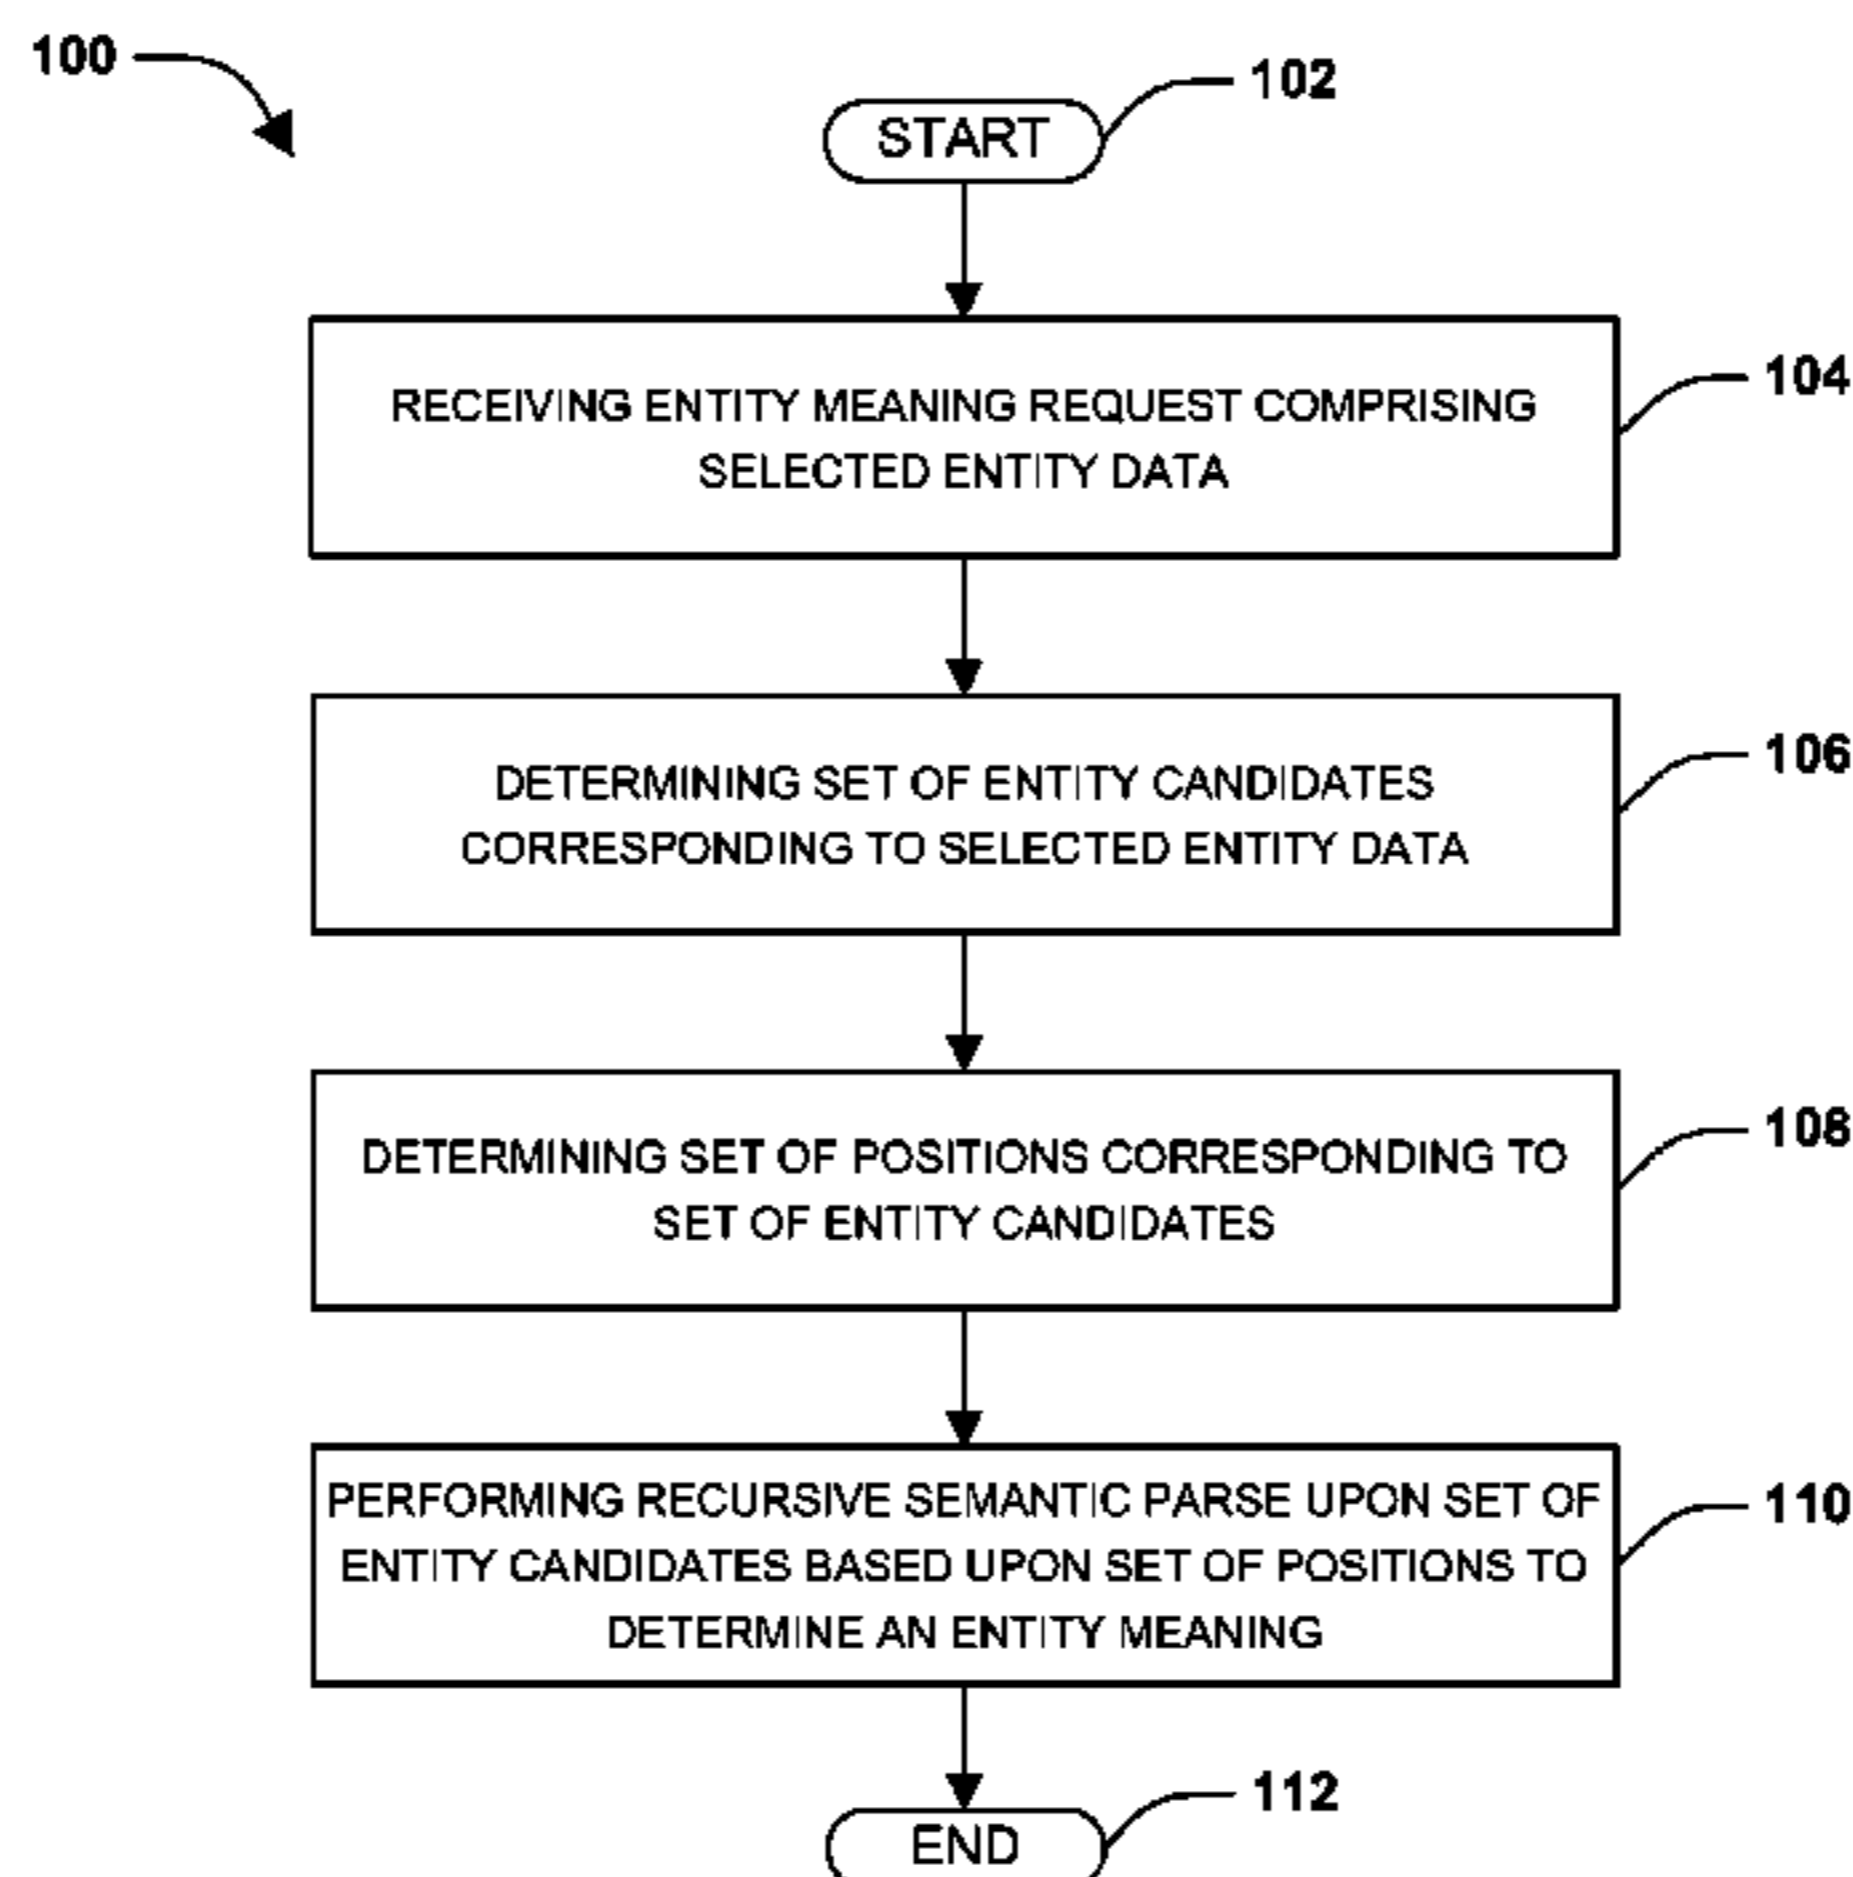 100
102
START
104
RECEIVING ENTITY MEANING REQUEST COMPRISING
SELECTED ENTITY DATA
106
DETERMINING SET OF ENTITY CANDIDATES
CORRESPONDING TO SELECTED ENTITY DATA
108
DETERMINING SET OF POSITIONS CORRESPONDING TO
SET OF ENTITY CANDIDATES
110
PERFORMING RECURSIVE SEMANTIC PARSE UPON SET OF
ENTITY CANDIDATES BASED UPON SET OF POSITIONS TO
DETERMINE AN ENTITY MEANING
112
END